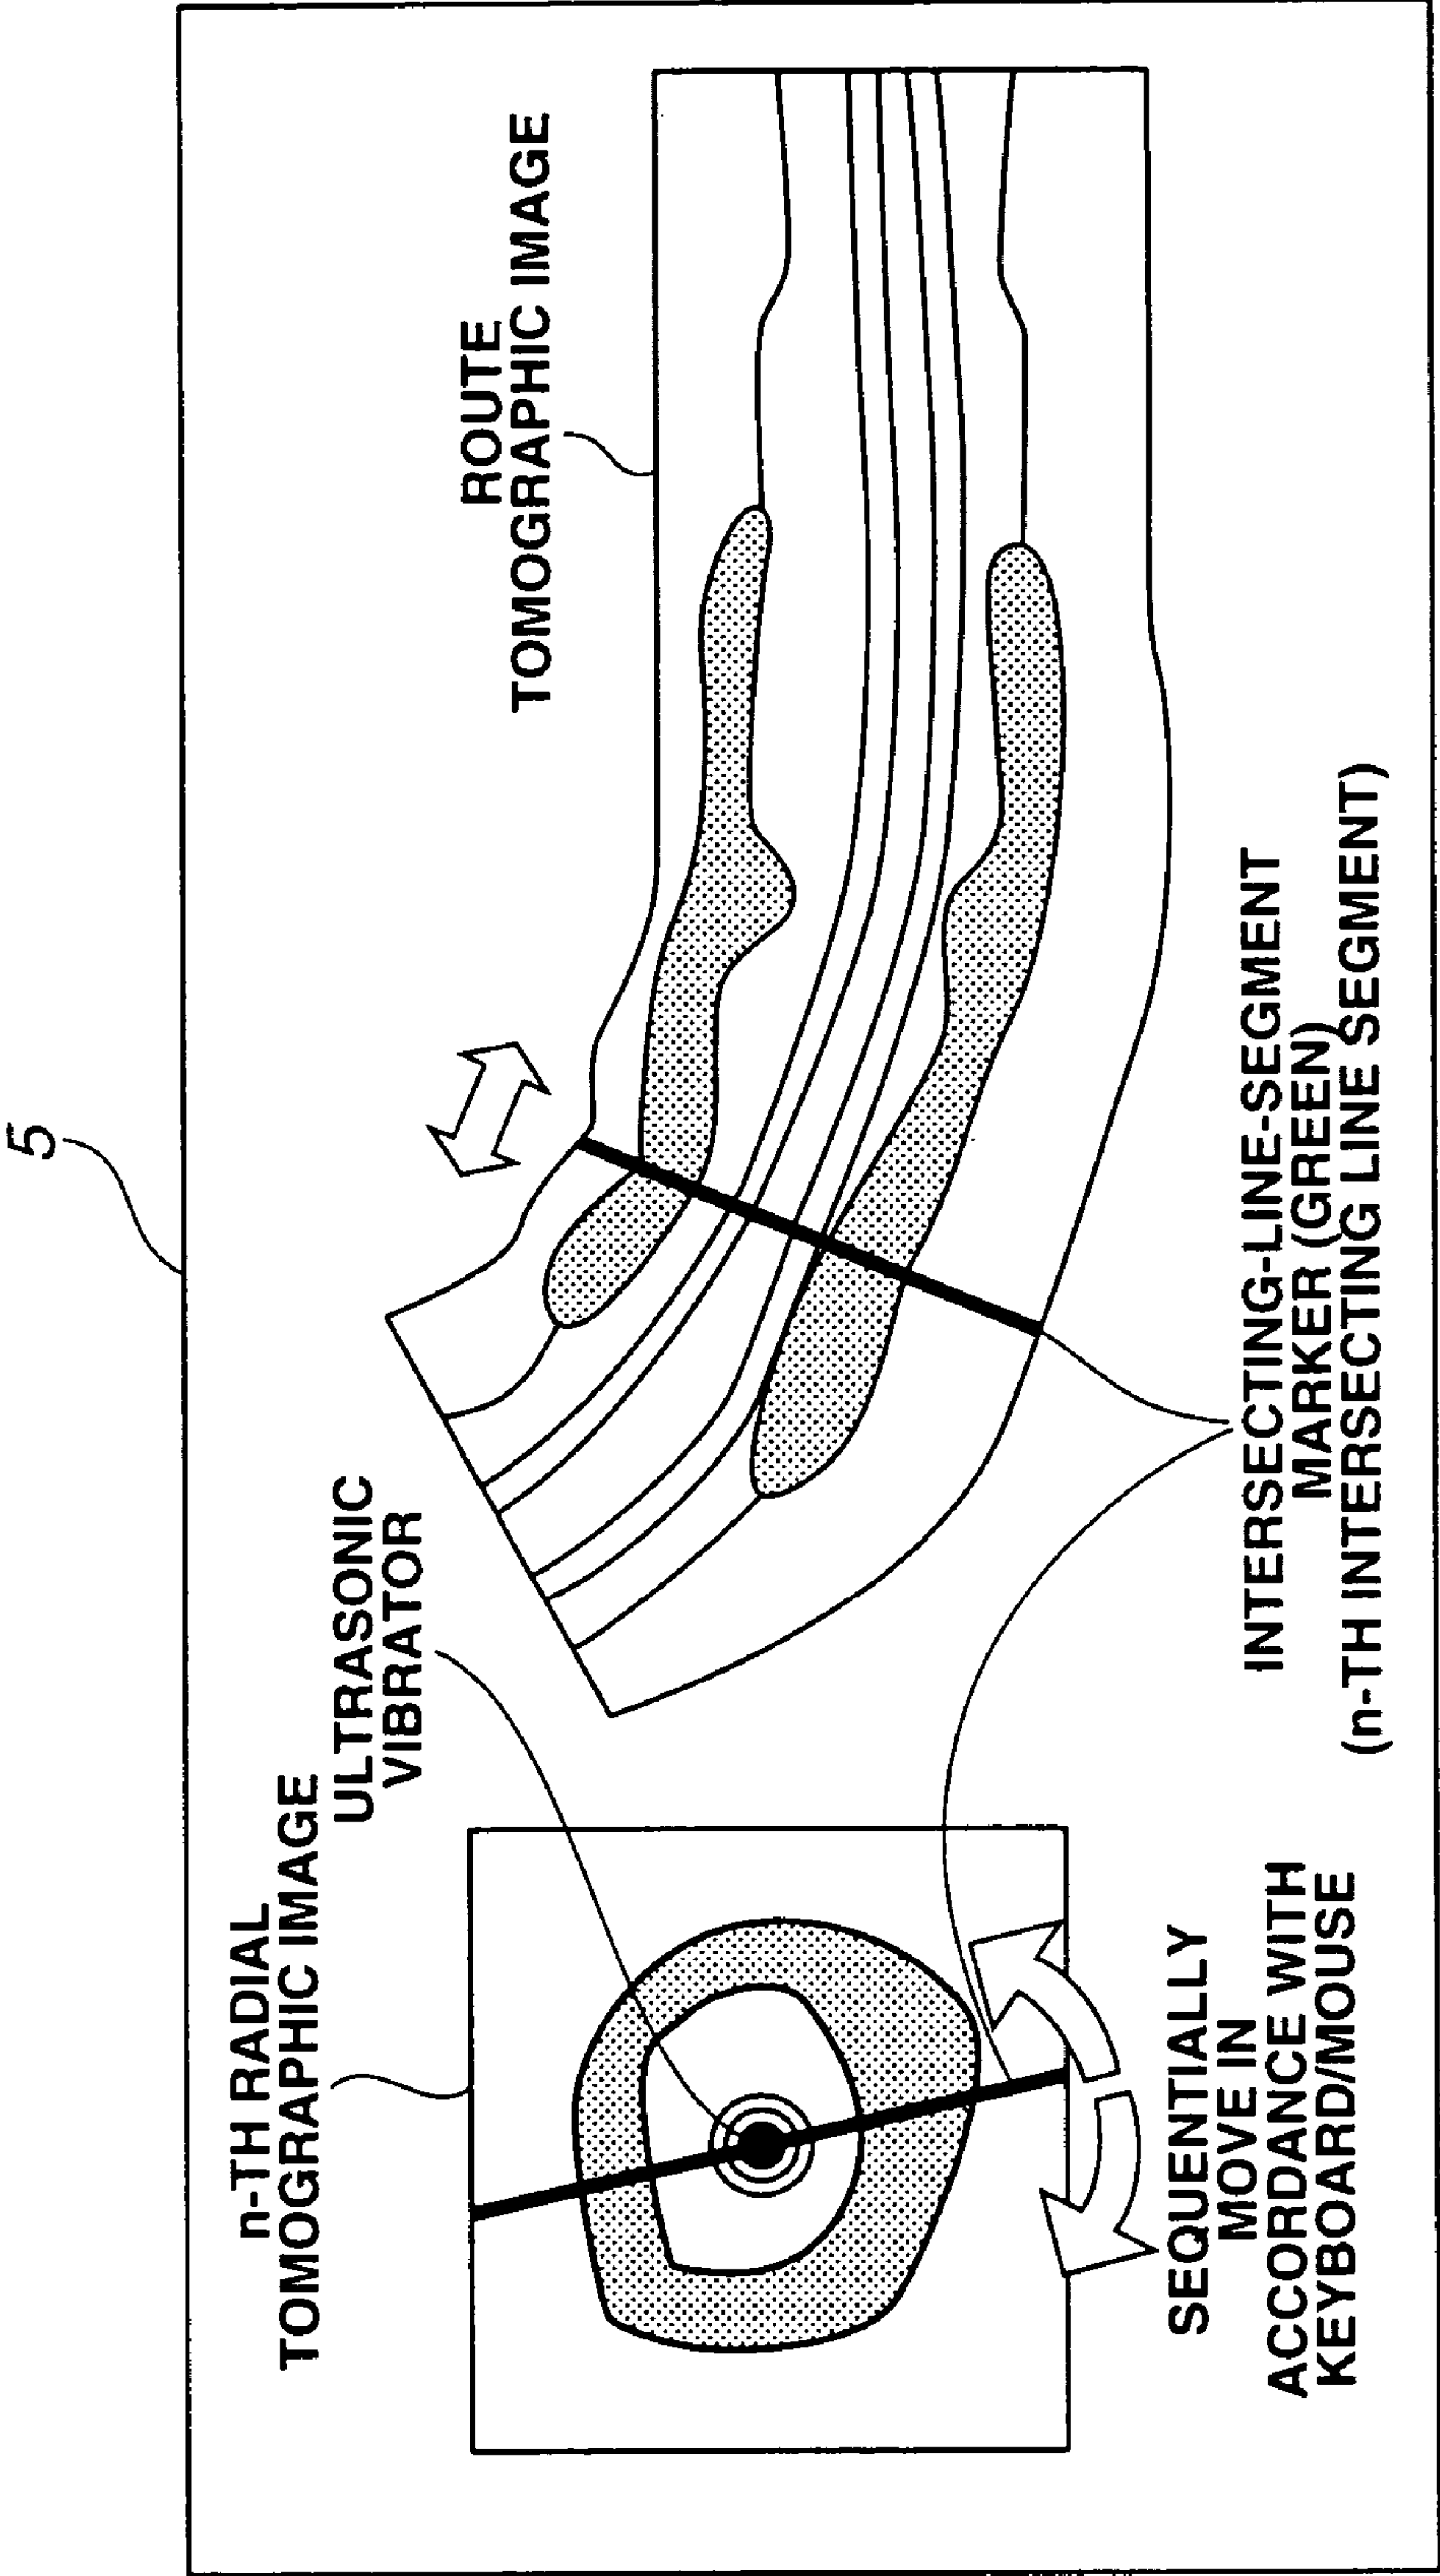 5
n-TH RADIAL
TOMOGRAPHIC IMAGE
ULTRASONIC
VIBRATOR
ROUTE
TOMOGRAPHIC IMAGE
SEQUENTIALLY
MOVE IN
ACCORDANCE WITH
KEYBOARD/MOUSE
INTERSECTING-LINE-SEGMENT
MARKER (GREEN)
(n-TH INTERSECTING LINE SEGMENT)